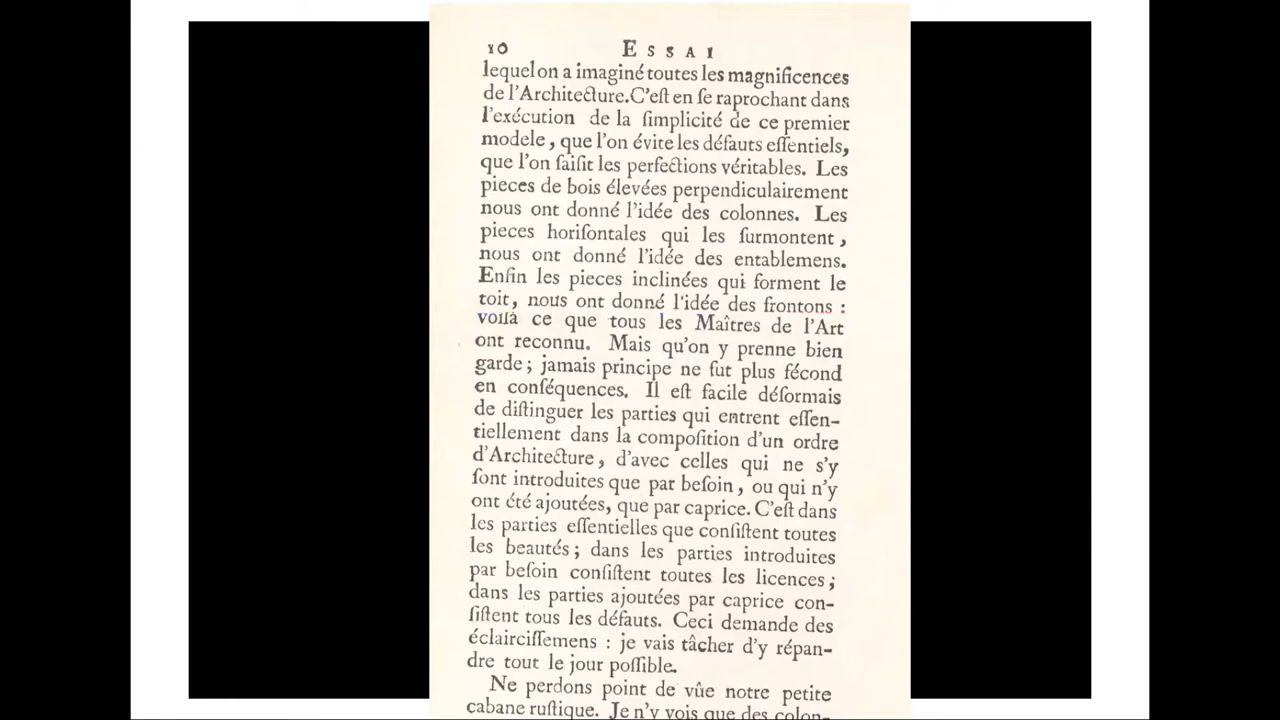 10 ESSAI
lequel on a imaginé toutes les magnificences
de l'Architecture. C'eſt en ſe raprochant dans
l'exécution de la ſimplicité de ce premier
modele, que l'on évite les défauts eſſentiels,
que l'on ſaiſit les perfections véritables. Les
pieces de bois élevées perpendiculairement
nous ont donné l'idée des colonnes. Les
pieces horiſontales qui les ſurmontent,
nous ont donné l'idée des entablemens.
Enfin les pieces inclinées qui forment le
toit, nous ont donné l'idée des frontons :
voilà ce que tous les Maîtres de l'Art
ont reconnu. Mais qu'on y prenne bien
garde ; jamais principe ne fut plus fécond
en conſéquences. Il eſt facile déſormais
de diſtinguer les parties qui entrent eſſen-
tiellement dans la compoſition d'un ordre
d'Architecture, d'avec celles qui ne s'y
ſont introduites que par beſoin, ou qui n'y
ont été ajoutées, que par caprice. C'eſt dans
les parties eſſentielles que conſiſtent toutes
les beautés ; dans les parties introduites
par beſoin conſiſtent toutes les licences ;
dans les parties ajoutées par caprice con-
ſiſtent tous les défauts. Ceci demande des
éclairciſſemens : je vais tâcher d'y répan-
dre tout le jour poſſible.
Ne perdons point de vûe notre petite
cabane ruſtique. Je n'y vois que des colon-